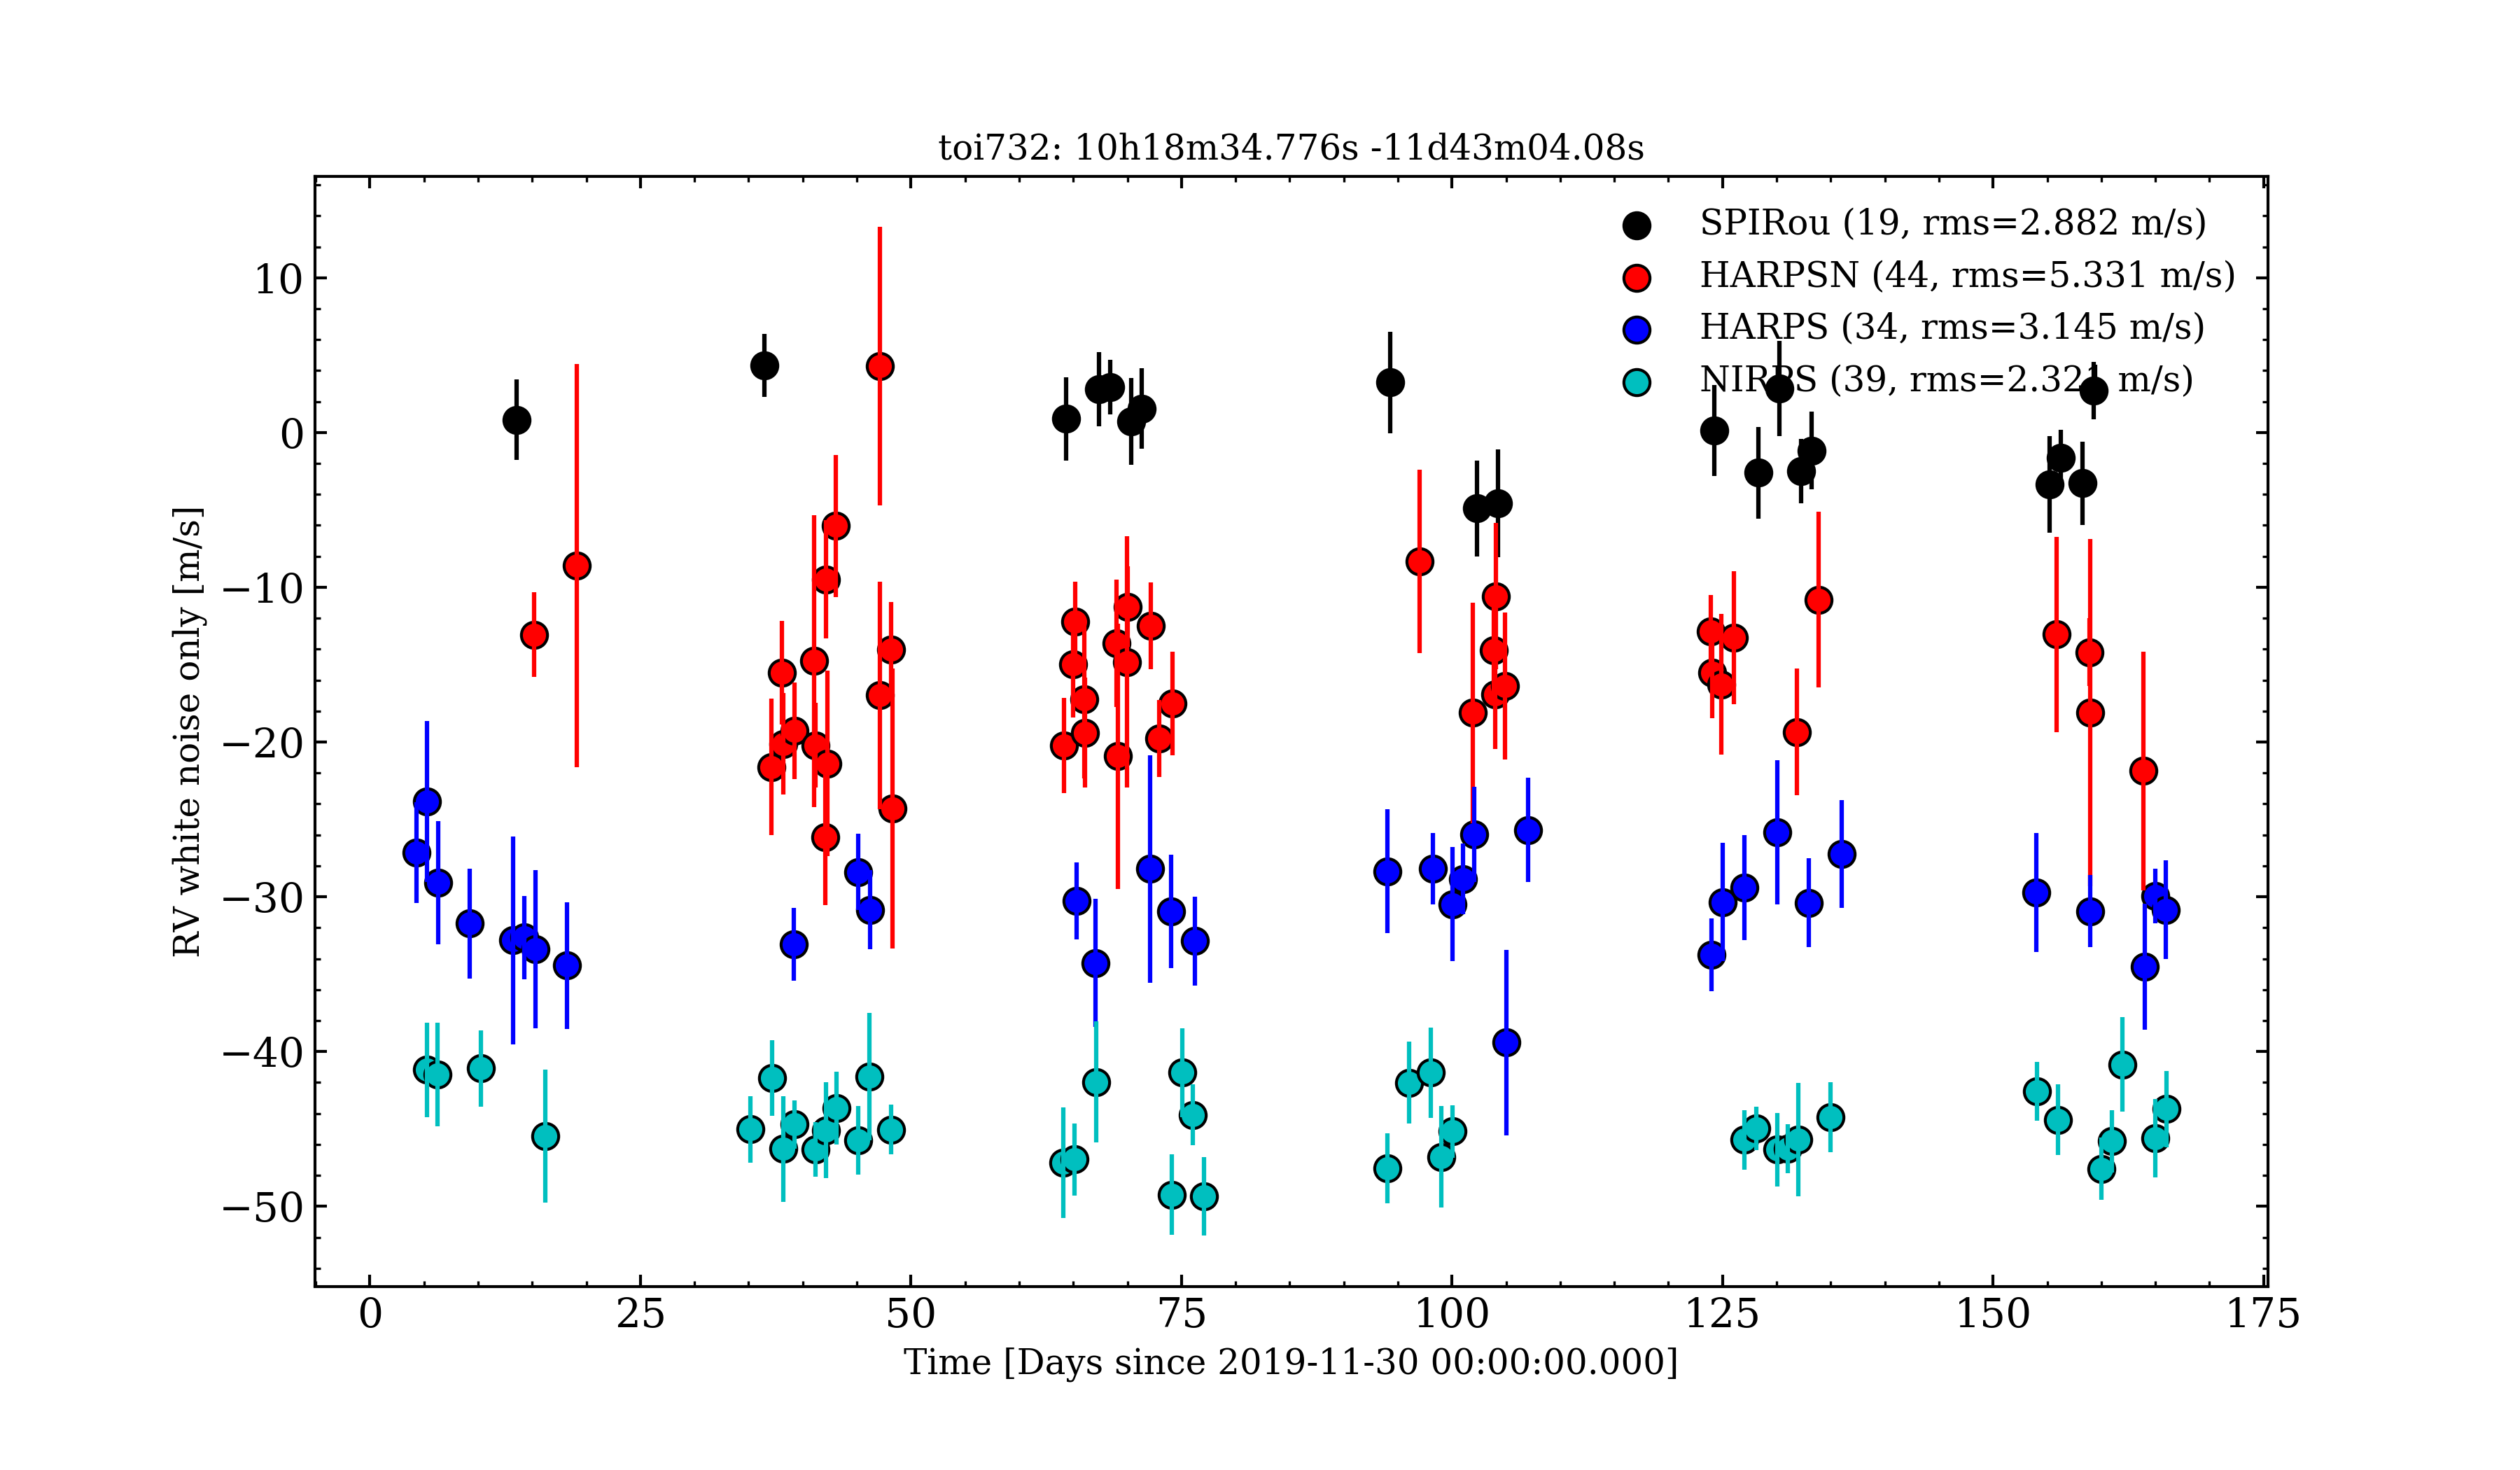 toi732: 10h18m34.776s -11d43m04.08s
SPIRou (19, rms=2.882 m/s)
HARPSN (44, rms=5.331 m/s)
HARPS (34, rms=3.145 m/s)
NIRPS (39, rms=2.321 m/s)
10
0
−10
−20
−30
−40
−50
RV white noise only [m/s]
0 25 50 75 100 125 150 175
Time [Days since 2019-11-30 00:00:00.000]